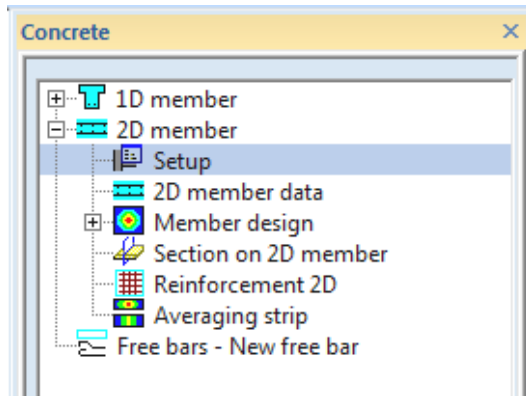 Concrete
1D member
2D member
Setup
2D member data
Member design
Section on 2D member
Reinforcement 2D
Averaging strip
Free bars - New free bar